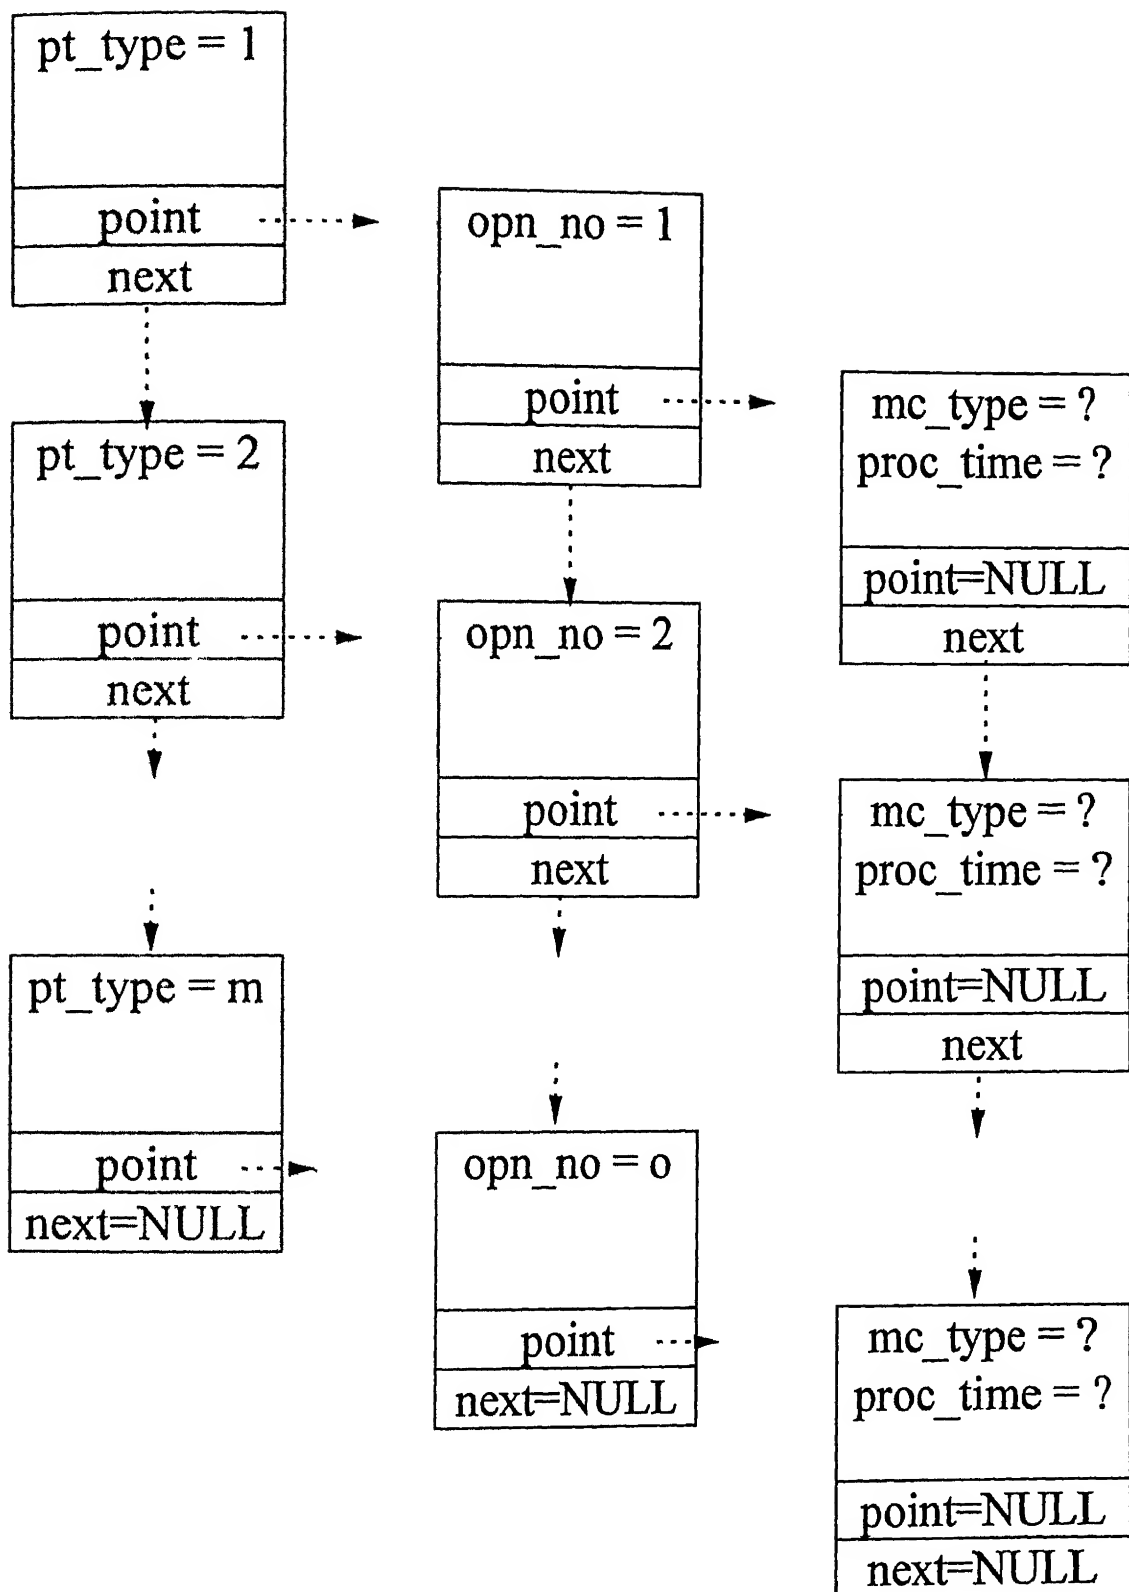 pt_type = 1
point
next
pt_type = 2
point
next
pt_type = m
point
next=NULL
opn_no = 1
point
next
opn_no = 2
point
next
opn_no = o
point
next=NULL
mc_type = ?
proc_time = ?
point=NULL
next
mc_type = ?
proc_time = ?
point=NULL
next
mc_type = ?
proc_time = ?
point=NULL
next=NULL